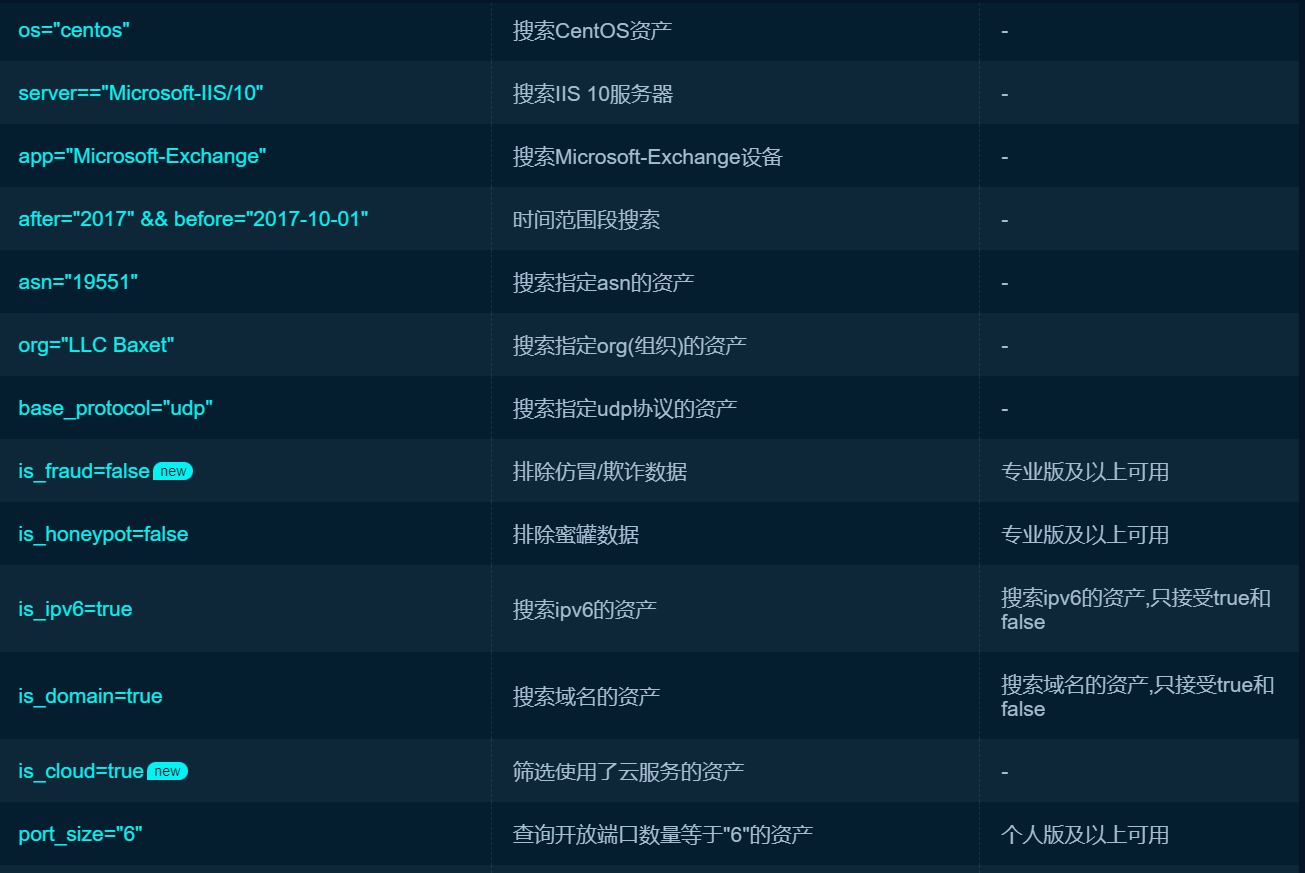 os="centos" 搜索CentOS资产 -
server=="Microsoft-IIS/10" 搜索IIS 10服务器 -
app="Microsoft-Exchange" 搜索Microsoft-Exchange设备 -
after="2017" && before="2017-10-01" 时间范围段搜索 -
asn="19551" 搜索指定asn的资产 -
org="LLC Baxet" 搜索指定org(组织)的资产 -
base_protocol="udp" 搜索指定udp协议的资产 -
is_fraud=false new 排除仿冒/欺诈数据 专业版及以上可用
is_honeypot=false 排除蜜罐数据 专业版及以上可用
is_ipv6=true 搜索ipv6的资产 搜索ipv6的资产,只接受true和
false
is_domain=true 搜索域名的资产 搜索域名的资产,只接受true和
false
is_cloud=true new 筛选使用了云服务的资产 -
port_size="6" 查询开放端口数量等于"6"的资产 个人版及以上可用